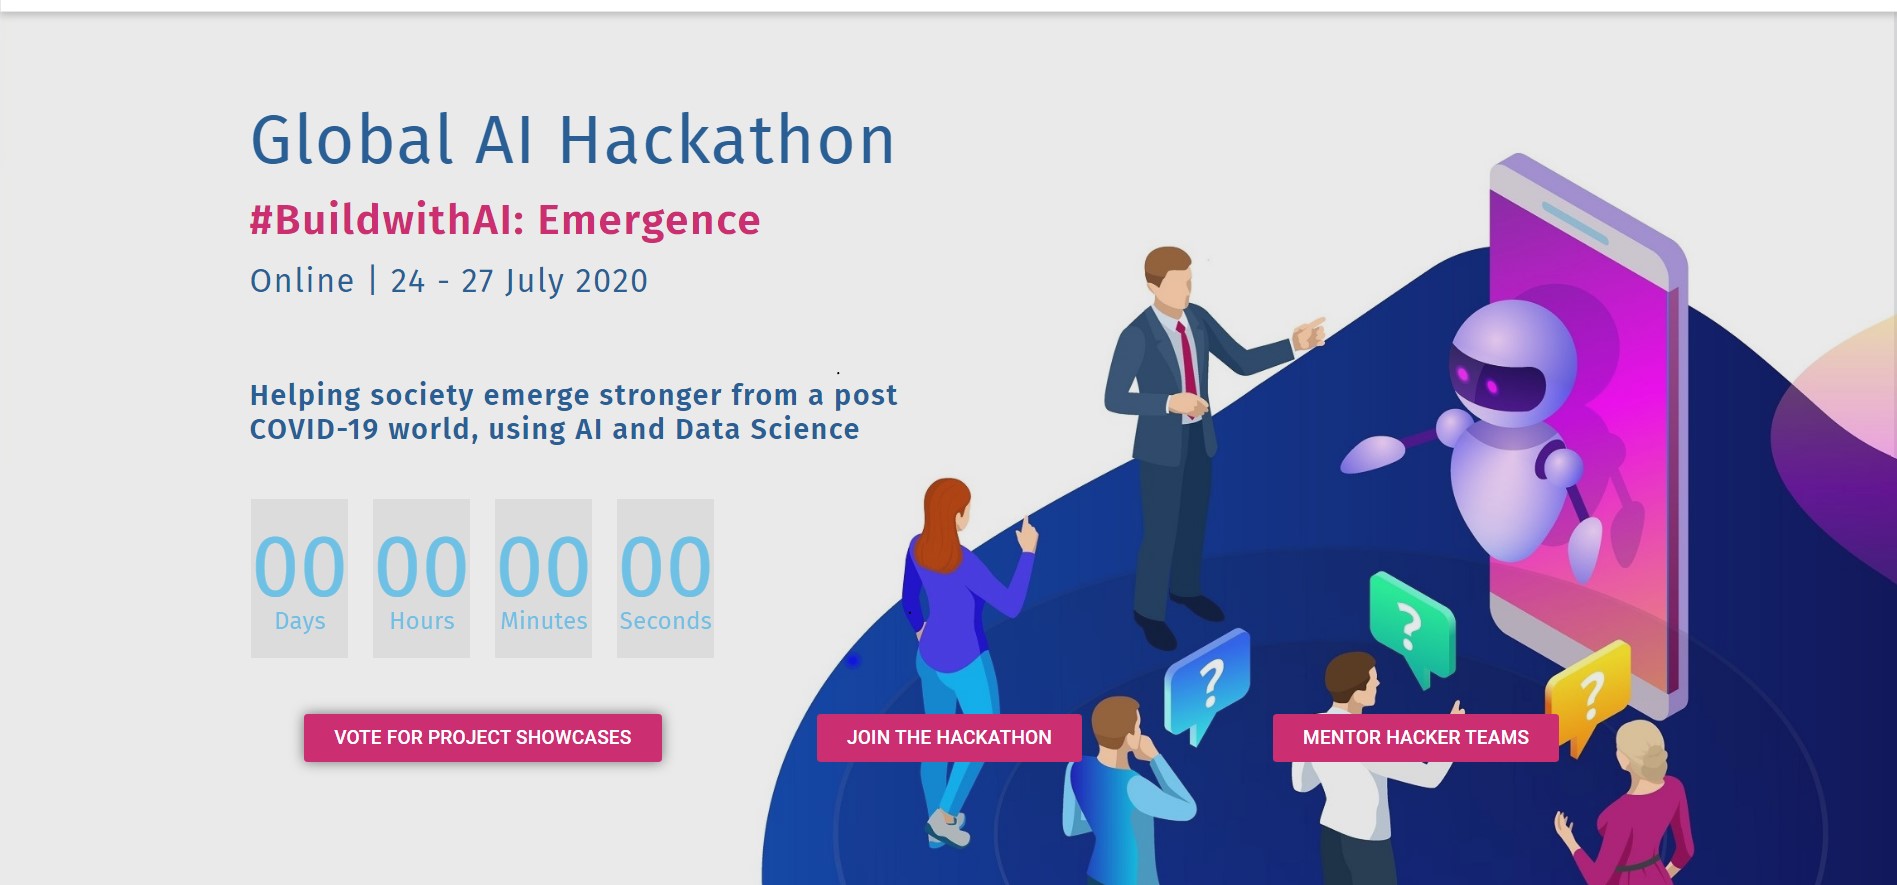 Global AI Hackathon
#BuildwithAI: Emergence
Online | 24 - 27 July 2020
Helping society emerge stronger from a post
COVID-19 world, using AI and Data Science
00 00 00 00
Days Hours Minutes Seconds
VOTE FOR PROJECT SHOWCASES
JOIN THE HACKATHON
MENTOR HACKER TEAMS
?
?
?